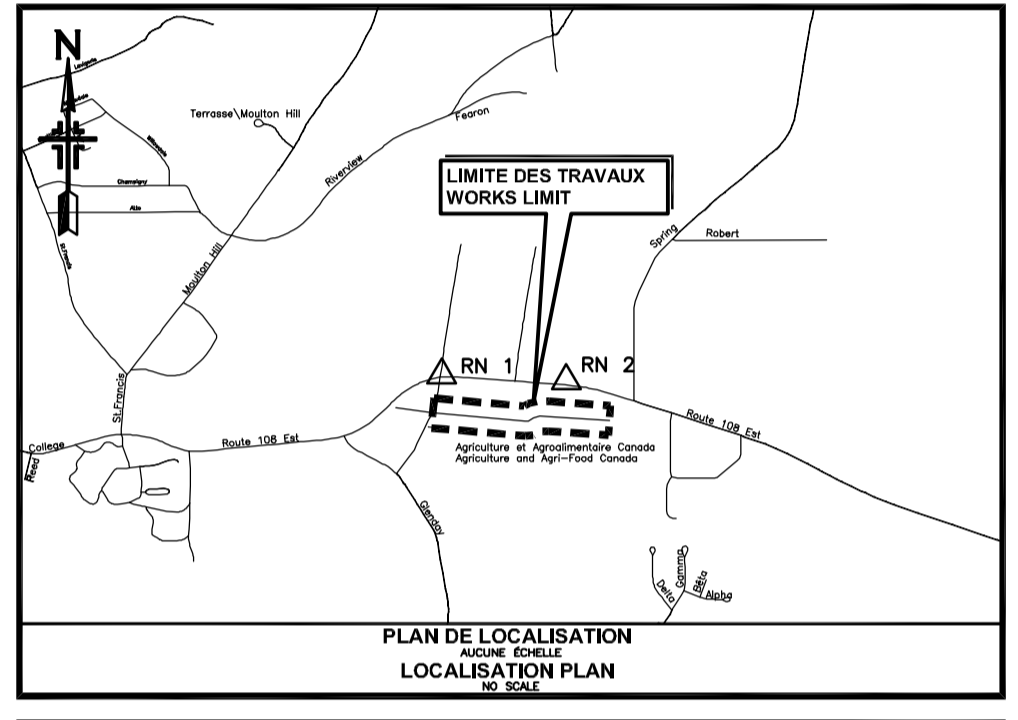 N
Terrasse\Moulton Hill
Fearon
Riverview
Champigny
Moulton Hill
LIMITE DES TRAVAUX
WORKS LIMIT
Spring
Robert
RN 1
RN 2
St.Francis
College
Reed
Route 108 Est
Route 108 Est
Agriculture et Agroalimentaire Canada
Agriculture and Agri-Food Canada
Glenday
Delta
Gamma
Bêta
Alpha
PLAN DE LOCALISATION
AUCUNE ÉCHELLE
LOCALISATION PLAN
NO SCALE